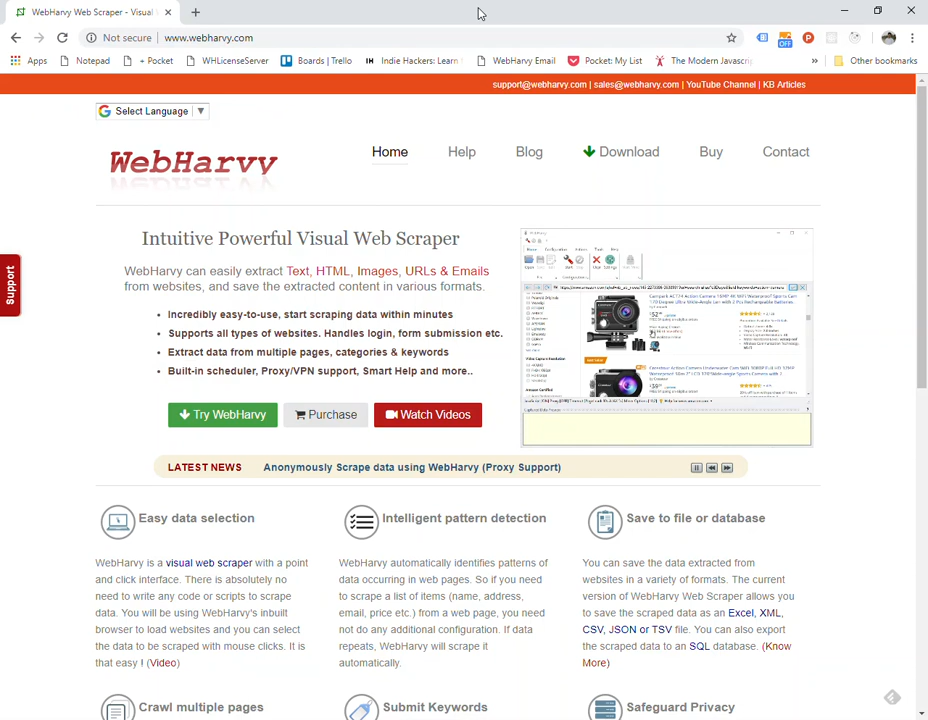 WebHarvy Web Scraper - Visual
Not secure
www.webharvy.com
Apps
Notepad
+ Pocket
WHLicenseServer
Boards | Trello
Indie Hackers: Learn
WebHarvy Email
Pocket: My List
The Modern Javascri
»
Other bookmarks
support@webharvy.com | sales@webharvy.com | YouTube Channel | KB Articles
Select Language
WebHarvy
Home
Help
Blog
Download
Buy
Contact
Support
Intuitive Powerful Visual Web Scraper
WebHarvy can easily extract Text, HTML, Images, URLs & Emails
from websites, and save the extracted content in various formats.
Incredibly easy-to-use, start scraping data within minutes
Supports all types of websites. Handles login, form submission etc.
Extract data from multiple pages, categories & keywords
Built-in scheduler, Proxy/VPN support, Smart Help and more..
Try WebHarvy
Purchase
Watch Videos
LATEST NEWS
Anonymously Scrape data using WebHarvy (Proxy Support)
Easy data selection
WebHarvy is a visual web scraper with a point
and click interface. There is absolutely no
need to write any code or scripts to scrape
data. You will be using WebHarvy's inbuilt
browser to load websites and you can select
the data to be scraped with mouse clicks. It is
that easy ! (Video)
Intelligent pattern detection
WebHarvy automatically identifies patterns of
data occurring in web pages. So if you need
to scrape a list of items (name, address,
email, price etc.) from a web page, you need
not do any additional configuration. If data
repeats, WebHarvy will scrape it
automatically.
Save to file or database
You can save the data extracted from
websites in a variety of formats. The current
version of WebHarvy Web Scraper allows you
to save the scraped data as an Excel, XML,
CSV, JSON or TSV file. You can also export
the scraped data to an SQL database. (Know
More)
Crawl multiple pages
Submit Keywords
Safeguard Privacy